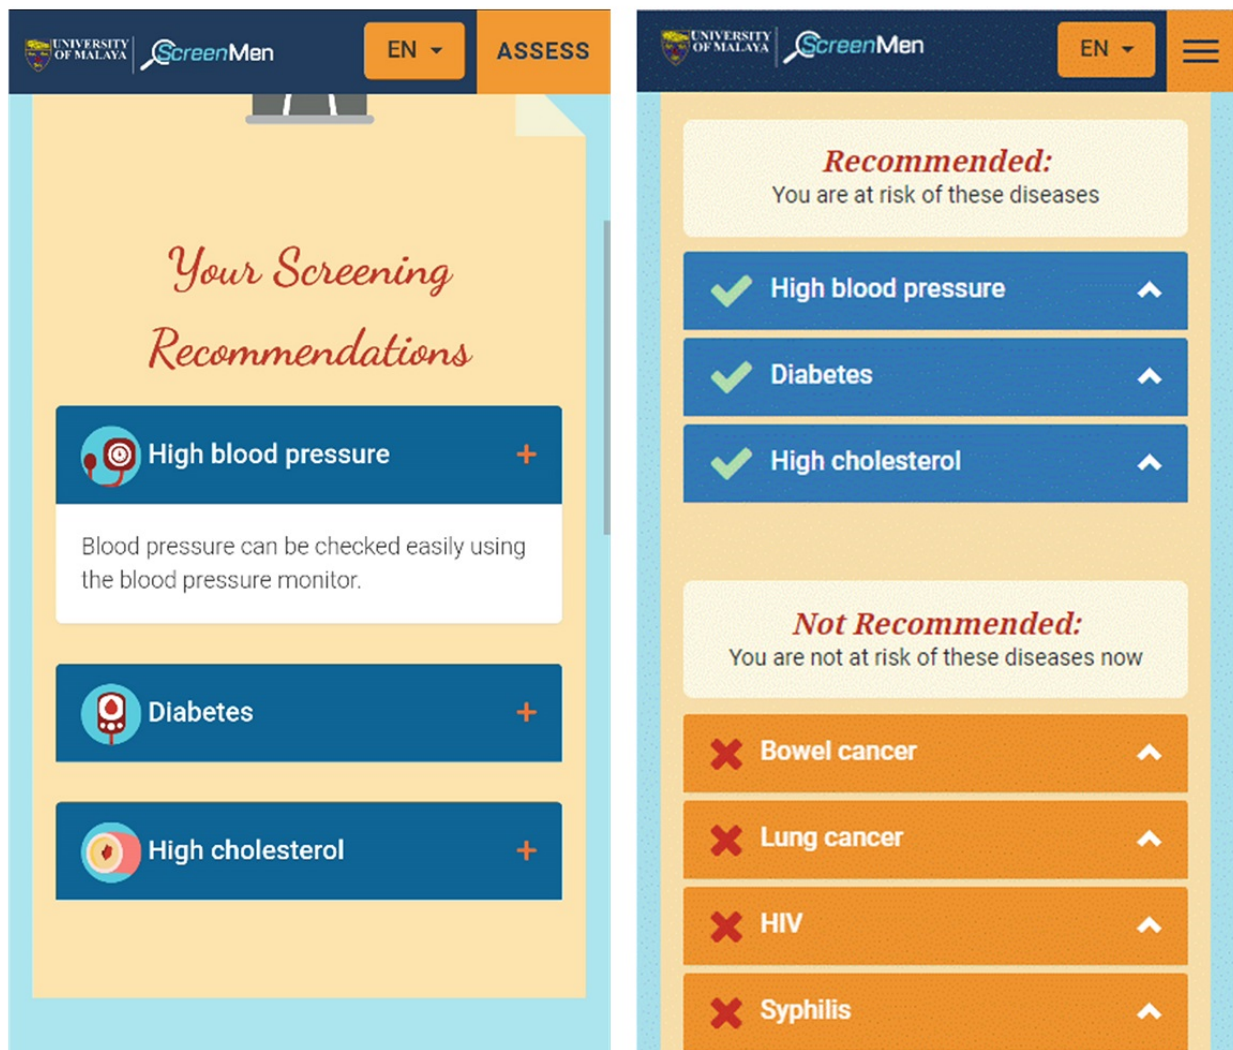 UNIVERSITY
OF MALAYA
ScreenMen
EN
ASSESS
Your Screening
Recommendations
High blood pressure
+
Blood pressure can be checked easily using
the blood pressure monitor.
Diabetes
+
High cholesterol
+
UNIVERSITY
OF MALAYA
ScreenMen
EN
Recommended:
You are at risk of these diseases
High blood pressure
Diabetes
High cholesterol
Not Recommended:
You are not at risk of these diseases now
Bowel cancer
Lung cancer
HIV
Syphilis